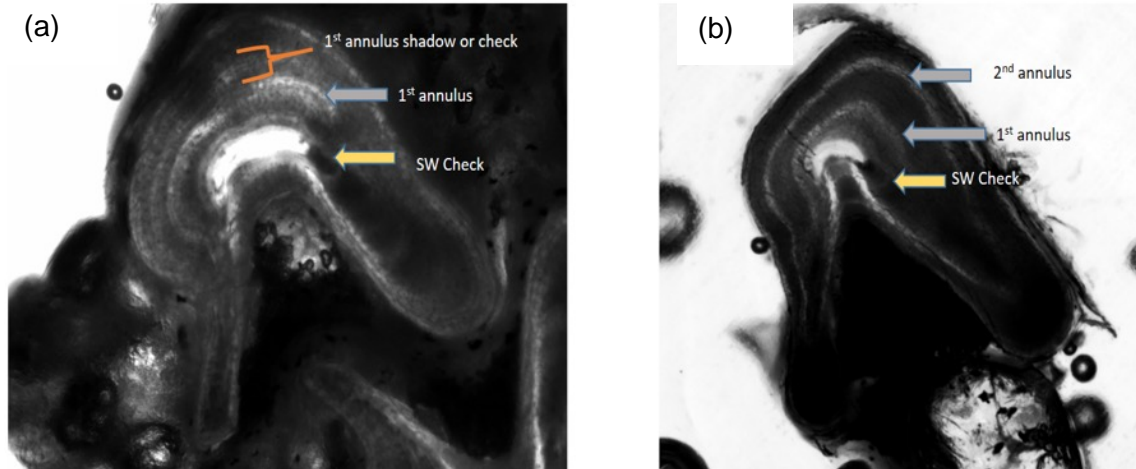 (a)
1st annulus shadow or check
1st annulus
SW Check
(b)
2nd annulus
1st annulus
SW Check